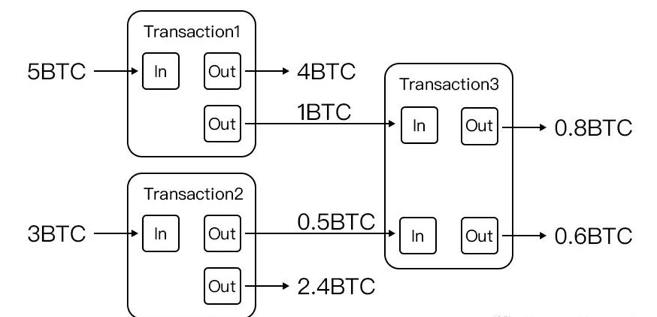 Transaction1
5BTC
In
Out
4BTC
Out
1BTC
Transaction2
3BTC
In
Out
0.5BTC
Out
2.4BTC
Transaction3
In
Out
0.8BTC
In
Out
0.6BTC